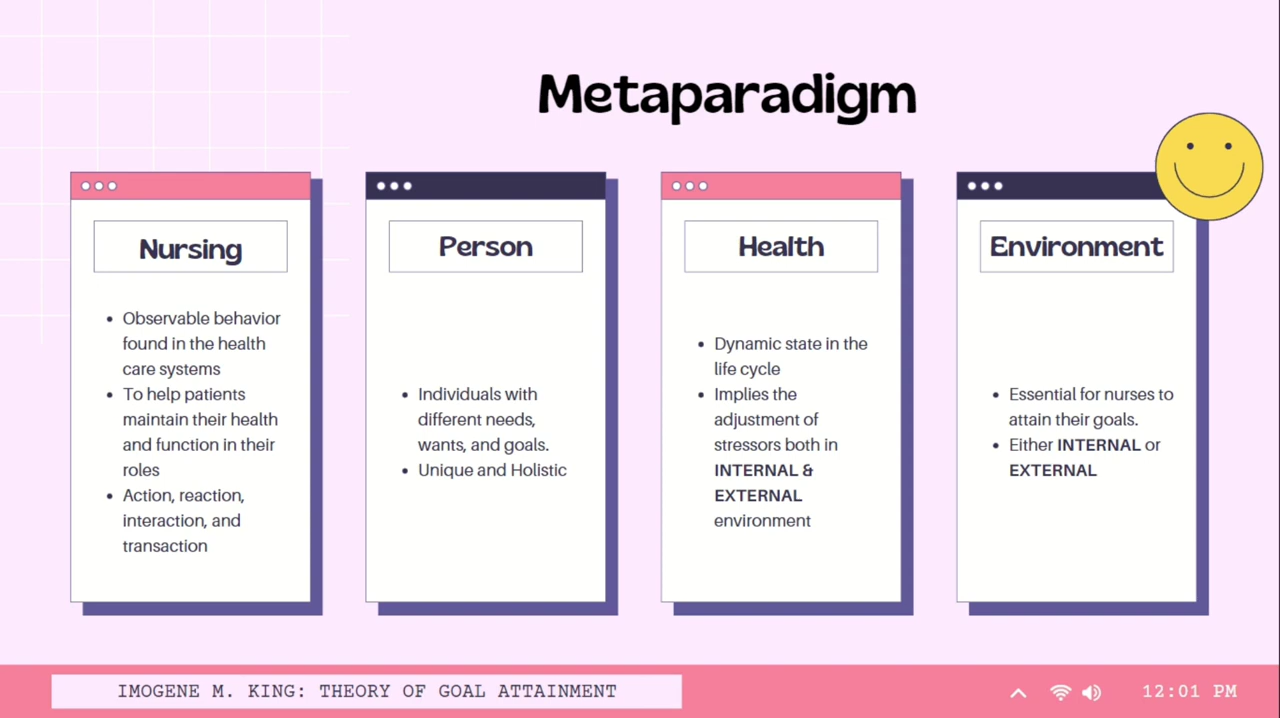 Metaparadigm
Nursing
• Observable behavior
found in the health
care systems
• To help patients
maintain their health
and function in their
roles
• Action, reaction,
interaction, and
transaction
Person
• Individuals with
different needs,
wants, and goals.
• Unique and Holistic
Health
• Dynamic state in the
life cycle
• Implies the
adjustment of
stressors both in
INTERNAL &
EXTERNAL
environment
Environment
• Essential for nurses to
attain their goals.
• Either INTERNAL or
EXTERNAL
IMOGENE M. KING: THEORY OF GOAL ATTAINMENT
12:01 PM